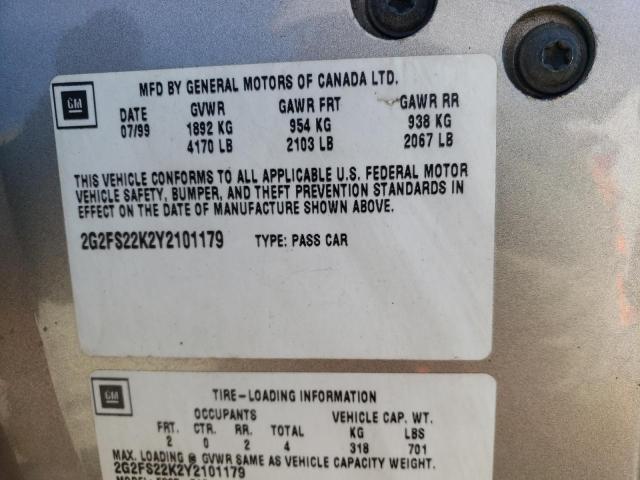 MFD BY GENERAL MOTORS OF CANADA LTD.
GM
DATE GVWR GAWR FRT GAWR RR
07/99 1892 KG 954 KG 938 KG
4170 LB 2103 LB 2067 LB
THIS VEHICLE CONFORMS TO ALL APPLICABLE U.S. FEDERAL MOTOR
VEHICLE SAFETY, BUMPER, AND THEFT PREVENTION STANDARDS IN
EFFECT ON THE DATE OF MANUFACTURE SHOWN ABOVE.
2G2FS22K2Y2101179 TYPE: PASS CAR
GM
TIRE-LOADING INFORMATION
OCCUPANTS VEHICLE CAP. WT.
FRT. CTR. RR. TOTAL KG LBS
2 0 2 4 318 701
MAX. LOADING @ GVWR SAME AS VEHICLE CAPACITY WEIGHT.
2G2FS22K2Y2101179